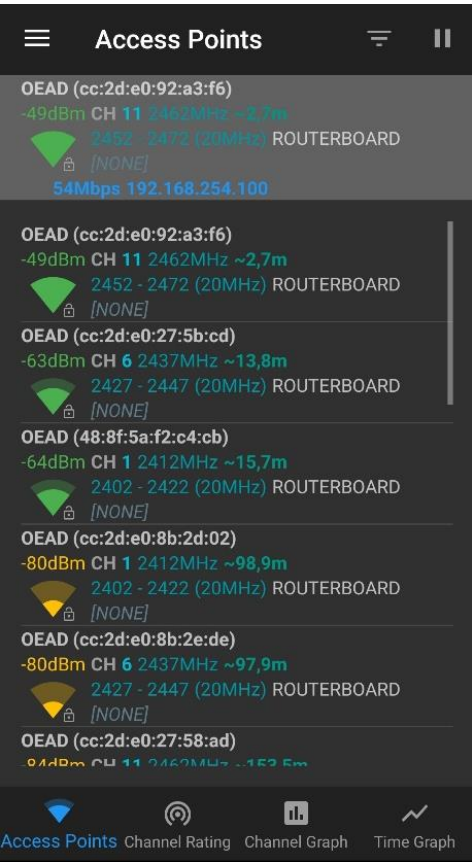 Access Points
OEAD (cc:2d:e0:92:a3:f6)
-49dBm CH 11 2462MHz ~2,7m
2452 - 2472 (20MHz) ROUTERBOARD
[NONE]
54Mbps 192.168.254.100
OEAD (cc:2d:e0:92:a3:f6)
-49dBm CH 11 2462MHz ~2,7m
2452 - 2472 (20MHz) ROUTERBOARD
[NONE]
OEAD (cc:2d:e0:27:5b:cd)
-63dBm CH 6 2437MHz ~13,8m
2427 - 2447 (20MHz) ROUTERBOARD
[NONE]
OEAD (48:8f:5a:f2:c4:cb)
-64dBm CH 1 2412MHz ~15,7m
2402 - 2422 (20MHz) ROUTERBOARD
[NONE]
OEAD (cc:2d:e0:8b:2d:02)
-80dBm CH 1 2412MHz ~98,9m
2402 - 2422 (20MHz) ROUTERBOARD
[NONE]
OEAD (cc:2d:e0:8b:2e:de)
-80dBm CH 6 2437MHz ~97,9m
2427 - 2447 (20MHz) ROUTERBOARD
[NONE]
OEAD (cc:2d:e0:27:58:ad)
-84dBm CH 11 2462MHz ~153,5m
Access Points Channel Rating Channel Graph Time Graph